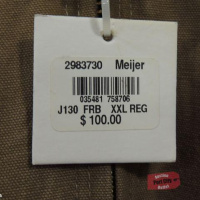 2983730 Meijer
035481 758706
J130 FRB XXL REG
$ 100.00